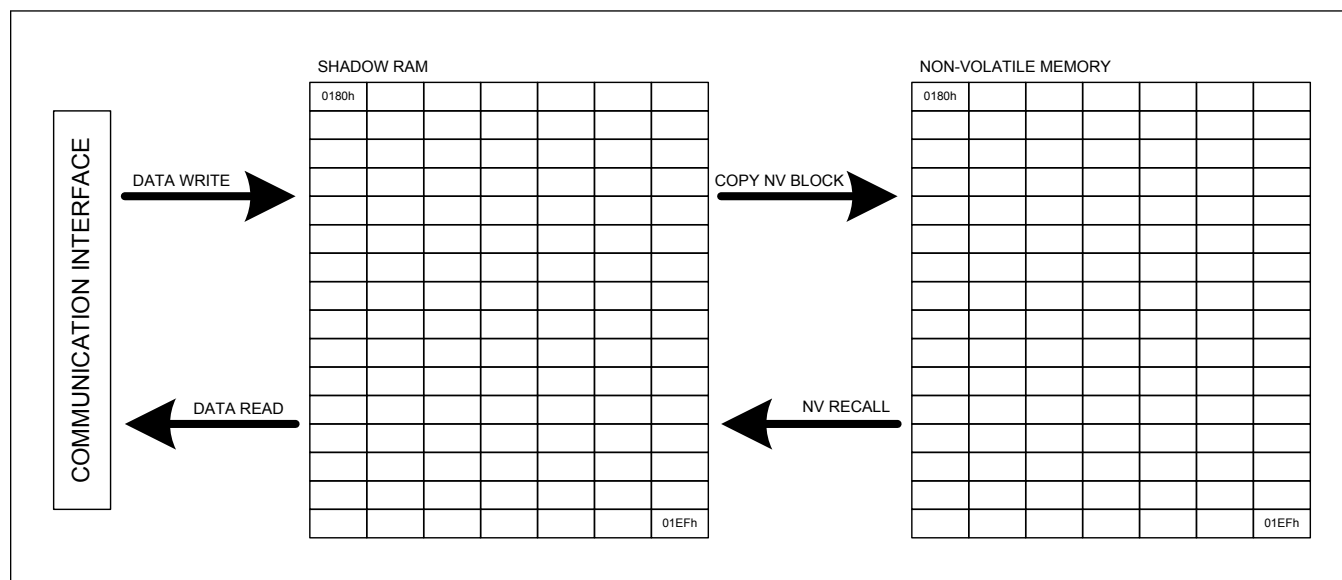 SHADOW RAM
NON-VOLATILE MEMORY
0180h
0180h
COMMUNICATION INTERFACE
DATA WRITE
COPY NV BLOCK
DATA READ
NV RECALL
01EFh
01EFh